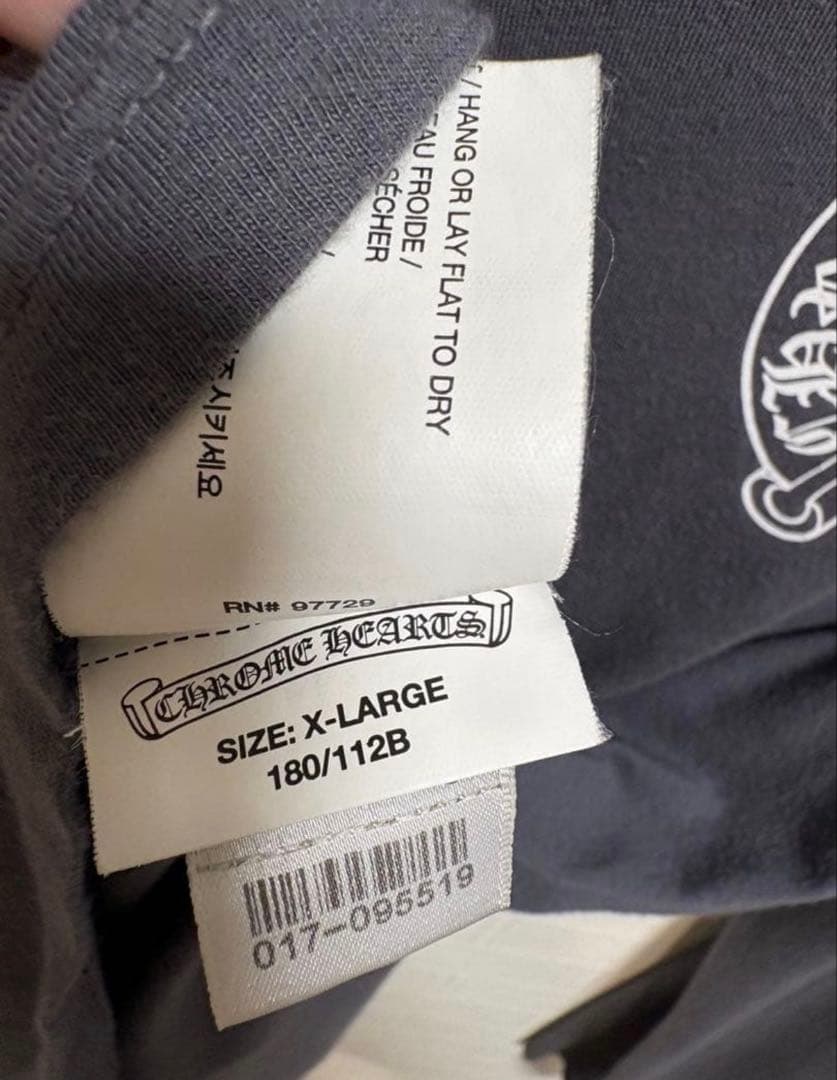 / HANG OR LAY FLAT TO DRY
AU FROIDE /
SÉCHER
/
조시키세요
RN# 97729
CHROME HEARTS
SIZE: X-LARGE
180/112B
017-095519